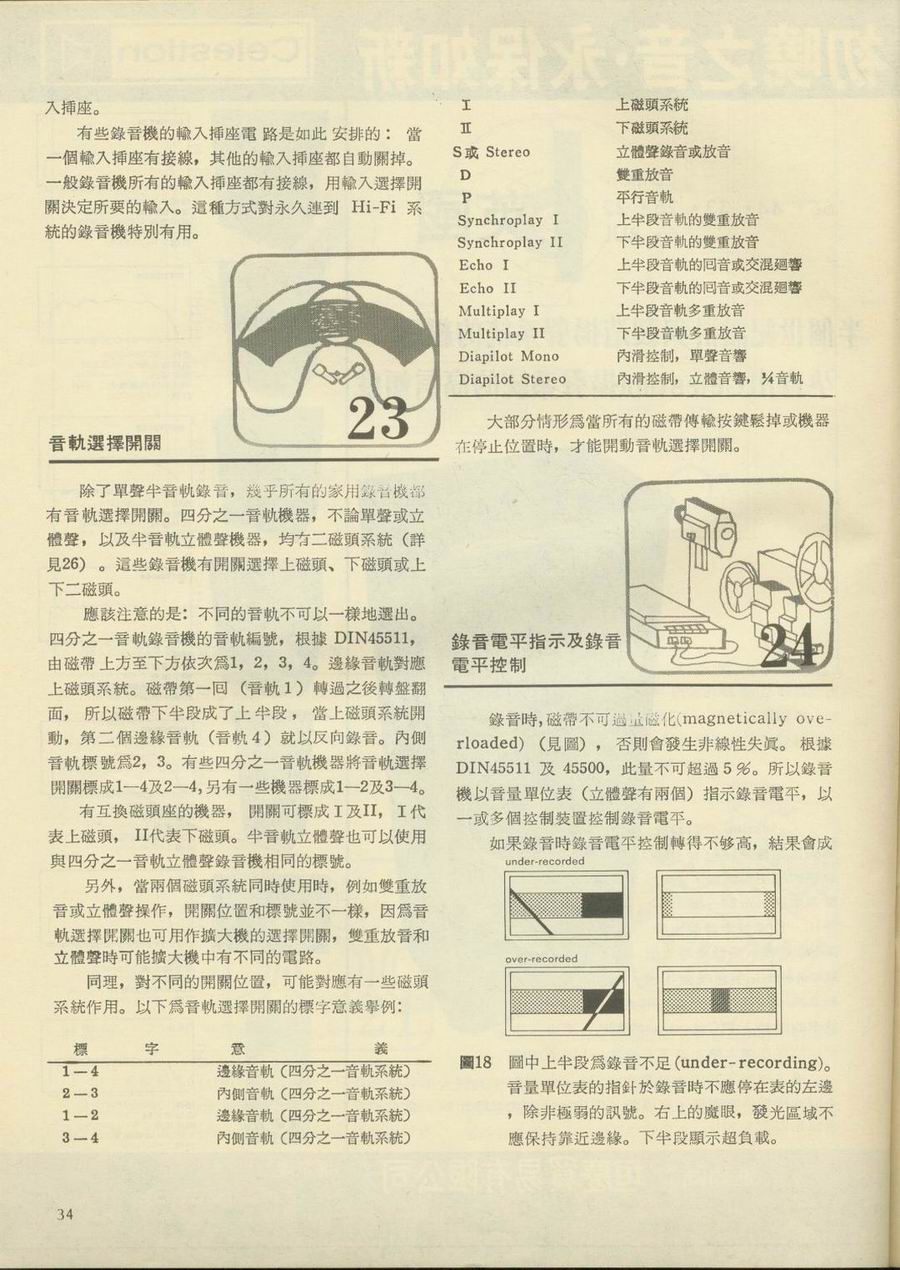 入揷座。
有些錄音機的輸入揷座電路是如此安排的：當
一個輸入揷座有接線，其他的輸入揷座都自動關掉。
一般錄音機所有的輸入揷座都有接線，用輸入選擇開
關決定所要的輸入。這種方式對永久連到 Hi-Fi 系
統的錄音機特別有用。
23
音軌選擇開關
除了單聲半音軌錄音，幾乎所有的家用錄音機都
有音軌選擇開關。四分之一音軌機器，不論單聲或立
體聲，以及半音軌立體聲機器，均有二磁頭系統（詳
見26）。這些錄音機有開關選擇上磁頭、下磁頭或上
下二磁頭。
應該注意的是：不同的音軌不可以一樣地選出。
四分之一音軌錄音機的音軌編號，根據 DIN45511，
由磁帶上方至下方依次爲1，2，3，4。邊緣音軌對應
上磁頭系統。磁帶第一回（音軌1）轉過之後轉盤翻
面，所以磁帶下半段成了上半段，當上磁頭系統開
動，第二個邊緣音軌（音軌4）就以反向錄音。內側
音軌標號爲2，3。有些四分之一音軌機器將音軌選擇
開關標成1—4及2—4，另有一些機器標成1—2及3—4。
有互換磁頭座的機器，開關可標成I及II，I代
表上磁頭，II代表下磁頭。半音軌立體聲也可以使用
與四分之一音軌立體聲錄音機相同的標號。
另外，當兩個磁頭系統同時使用時，例如雙重放
音或立體聲操作，開關位置和標號並不一樣，因爲音
軌選擇開關也可用作擴大機的選擇開關，雙重放音和
立體聲時可能擴大機中有不同的電路。
同理，對不同的開關位置，可能對應有一些磁頭
系統作用。以下爲音軌選擇開關的標字意義舉例：
標 字 意 義
1—4 邊緣音軌（四分之一音軌系統）
2—3 內側音軌（四分之一音軌系統）
1—2 邊緣音軌（四分之一音軌系統）
3—4 內側音軌（四分之一音軌系統）
34
I 上磁頭系統
II 下磁頭系統
S或 Stereo 立體聲錄音或放音
D 雙重放音
P 平行音軌
Synchroplay I 上半段音軌的雙重放音
Synchroplay II 下半段音軌的雙重放音
Echo I 上半段音軌的回音或交混廻響
Echo II 下半段音軌的回音或交混廻響
Multiplay I 上半段音軌多重放音
Multiplay II 下半段音軌多重放音
Diapilot Mono 內滑控制，單聲音響
Diapilot Stereo 內滑控制，立體音響，¼音軌
大部分情形爲當所有的磁帶傳輸按鍵鬆掉或機器
在停止位置時，才能開動音軌選擇開關。
24
錄音電平指示及錄音
電平控制
錄音時，磁帶不可過量磁化(magnetically ove-
rloaded)（見圖），否則會發生非線性失眞。根據
DIN45511 及 45500，此量不可超過5%。所以錄音
機以音量單位表（立體聲有兩個）指示錄音電平，以
一或多個控制裝置控制錄音電平。
如果錄音時錄音電平控制轉得不够高，結果會成
under-recorded
over-recorded
圖18 圖中上半段爲錄音不足(under-recording)。
音量單位表的指針於錄音時不應停在表的左邊
，除非極弱的訊號。右上的魔眼，發光區域不
應保持靠近邊緣。下半段顯示超負載。